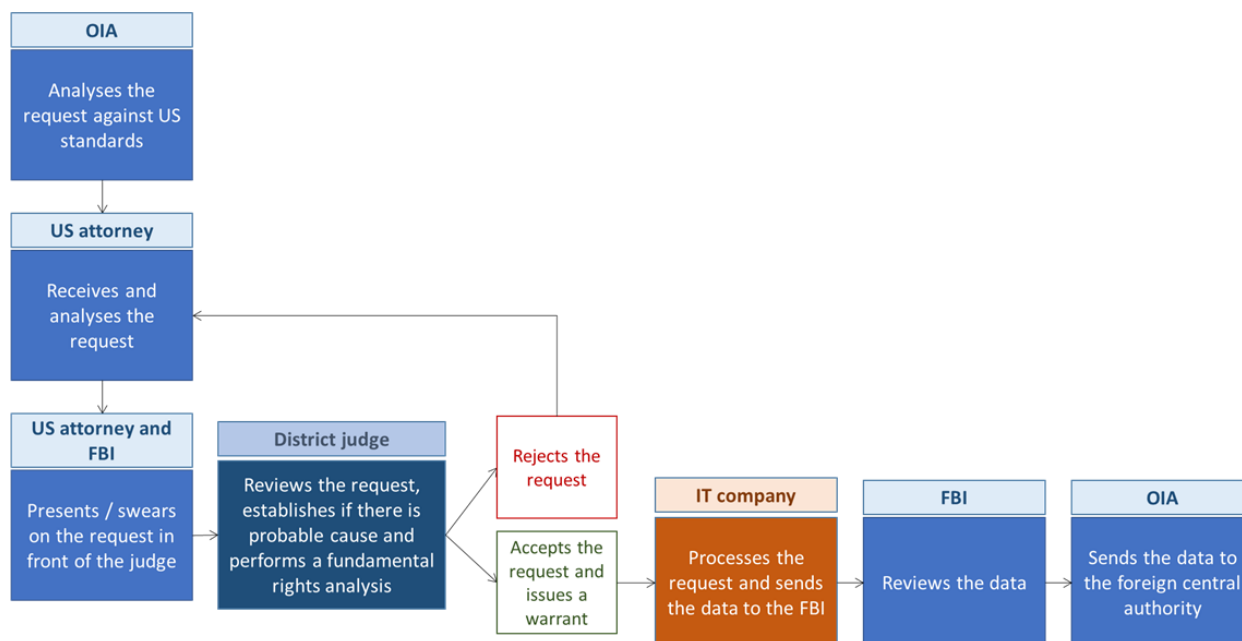 OIA
Analyses the
request against US
standards
US attorney
Receives and
analyses the
request
US attorney and
FBI
Presents / swears
on the request in
front of the judge
District judge
Reviews the request,
establishes if there is
probable cause and
performs a fundamental
rights analysis
Rejects the
request
Accepts the
request and
issues a
warrant
IT company
Processes the
request and sends
the data to the FBI
FBI
Reviews the data
OIA
Sends the data to
the foreign central
authority